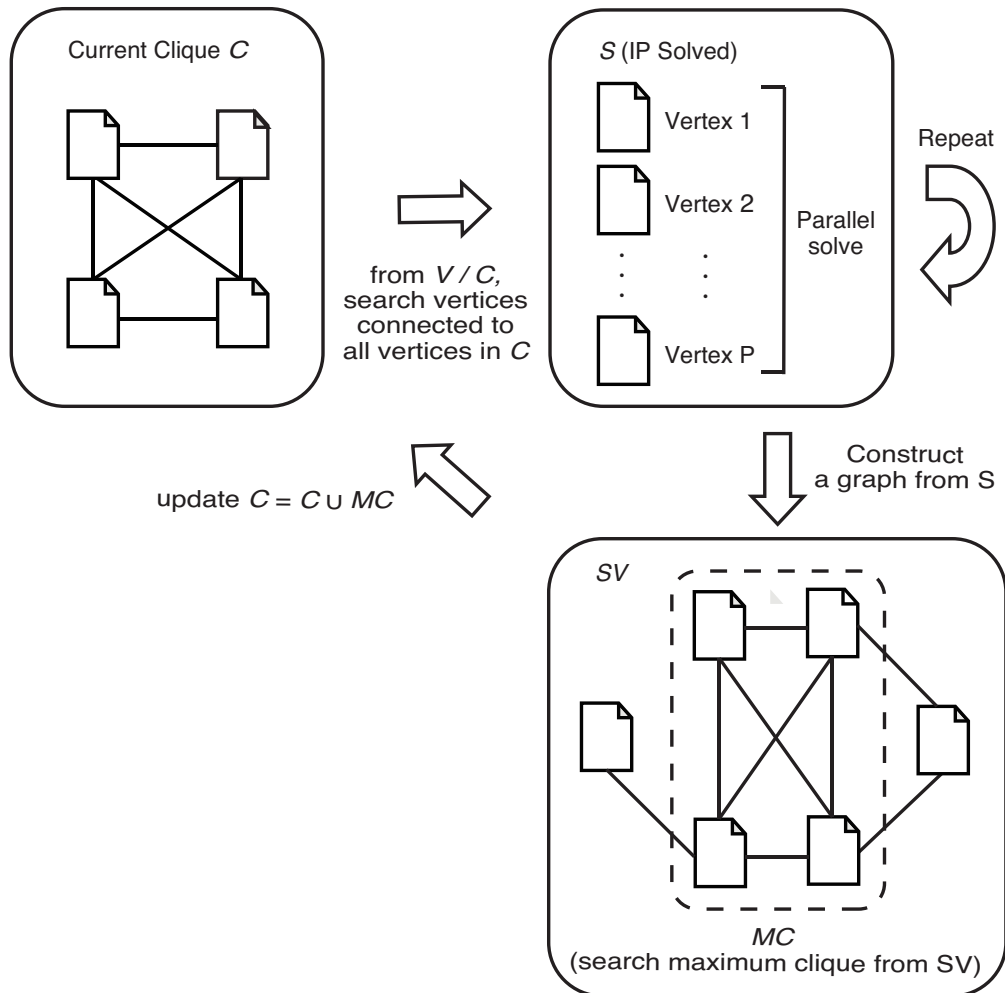 Current Clique C
from V / C,
search vertices
connected to
all vertices in C
S (IP Solved)
Vertex 1
Vertex 2
Vertex P
Parallel
solve
Repeat
Construct
a graph from S
SV
MC
(search maximum clique from SV)
update C = C ∪ MC